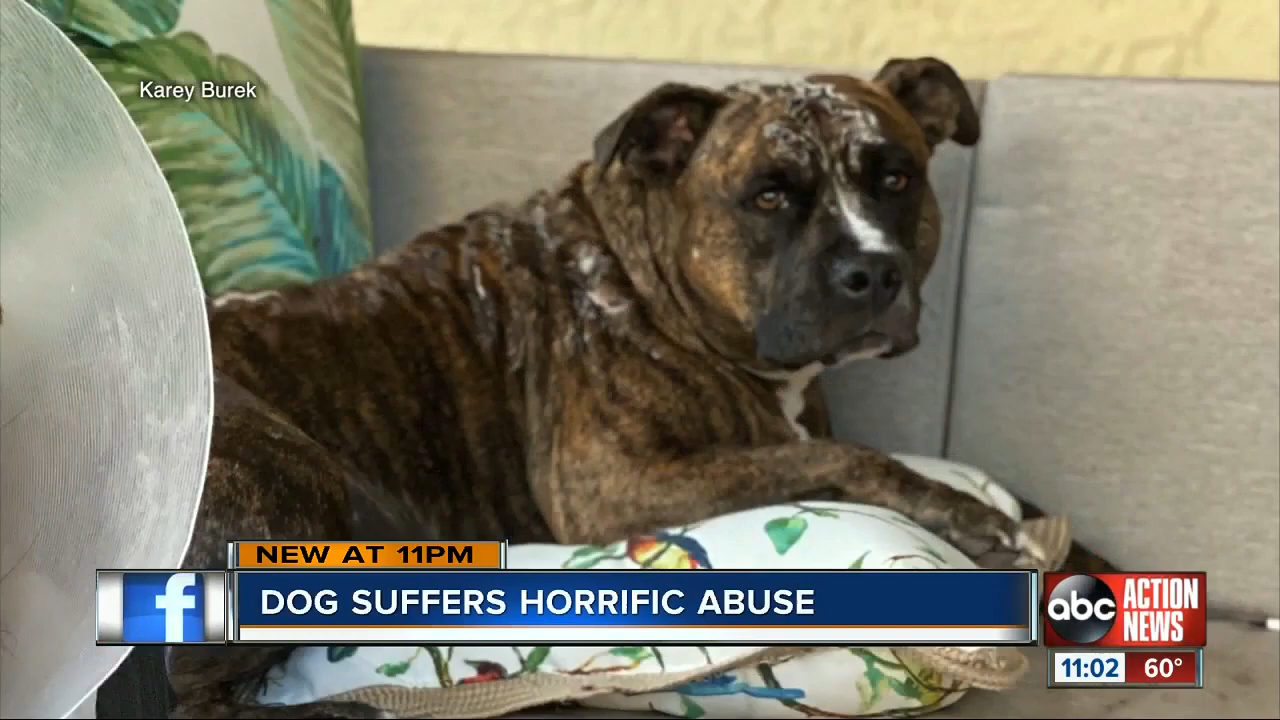 Karey Burek
NEW AT 11PM
f
DOG SUFFERS HORRIFIC ABUSE
abc ACTION
NEWS
11:02 60°